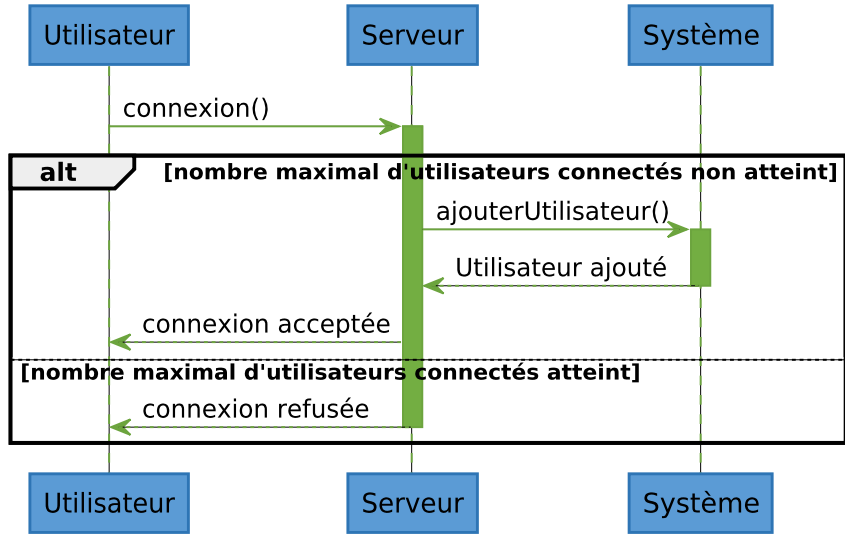 Utilisateur
Serveur
Système
connexion()
alt
[nombre maximal d'utilisateurs connectés non atteint]
ajouterUtilisateur()
Utilisateur ajouté
connexion acceptée
[nombre maximal d'utilisateurs connectés atteint]
connexion refusée
Utilisateur
Serveur
Système